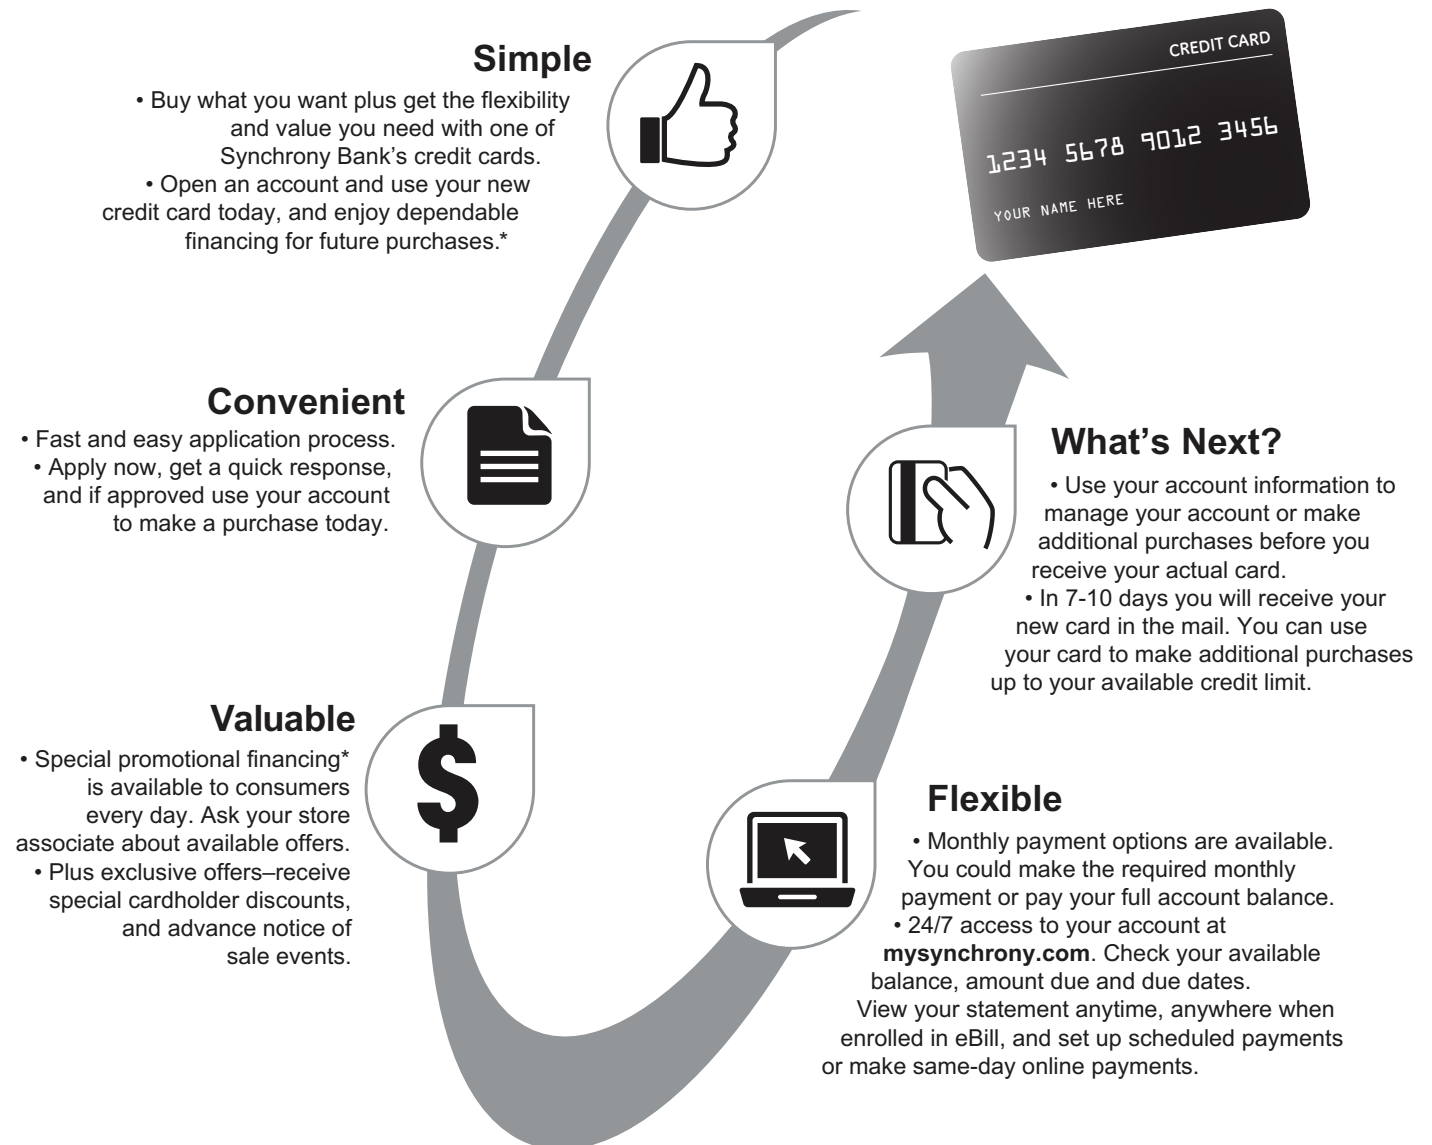 Simple
• Buy what you want plus get the flexibility
and value you need with one of
Synchrony Bank's credit cards.
• Open an account and use your new
credit card today, and enjoy dependable
financing for future purchases.*
CREDIT CARD
1234 5678 9012 3456
YOUR NAME HERE
Convenient
• Fast and easy application process.
• Apply now, get a quick response,
and if approved use your account
to make a purchase today.
Valuable
• Special promotional financing*
is available to consumers
every day. Ask your store
associate about available offers.
• Plus exclusive offers–receive
special cardholder discounts,
and advance notice of
sale events.
$
Flexible
• Monthly payment options are available.
You could make the required monthly
payment or pay your full account balance.
• 24/7 access to your account at
mysynchrony.com. Check your available
balance, amount due and due dates.
View your statement anytime, anywhere when
enrolled in eBill, and set up scheduled payments
or make same-day online payments.
What's Next?
• Use your account information to
manage your account or make
additional purchases before you
receive your actual card.
• In 7-10 days you will receive your
new card in the mail. You can use
your card to make additional purchases
up to your available credit limit.